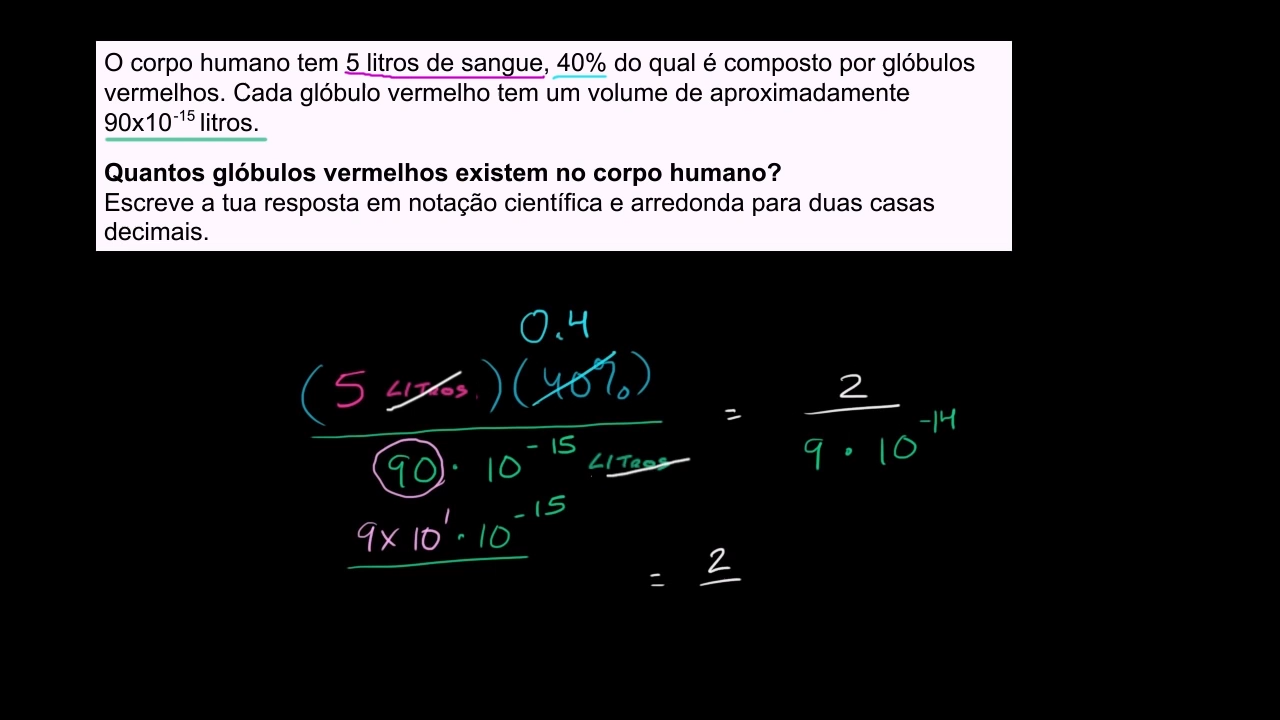 O corpo humano tem 5 litros de sangue, 40% do qual é composto por glóbulos
vermelhos. Cada glóbulo vermelho tem um volume de aproximadamente
90x10⁻¹⁵ litros.
Quantos glóbulos vermelhos existem no corpo humano?
Escreve a tua resposta em notação científica e arredonda para duas casas
decimais.
0.4
(5 LITROS.)(40%)
90 · 10⁻¹⁵ LITROS
9 x 10¹ · 10⁻¹⁵
= 2
9 · 10⁻¹⁴
= 2